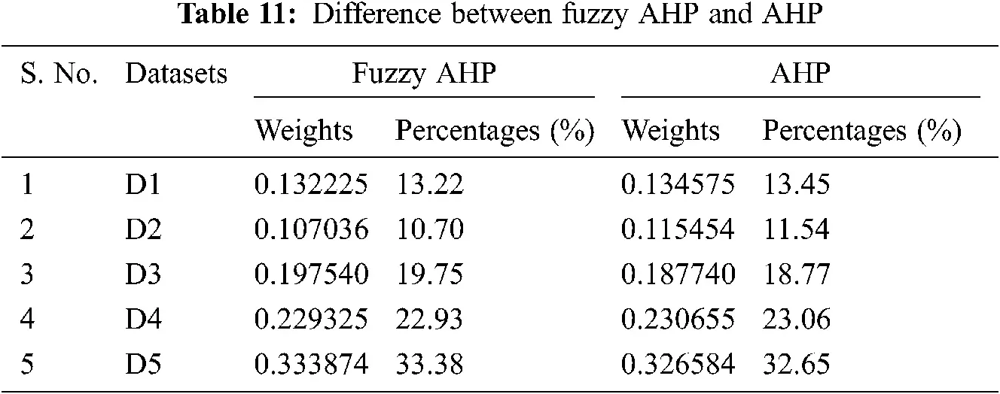 Table 11: Difference between fuzzy AHP and AHP
S. No. Datasets Fuzzy AHP AHP
Weights Percentages (%) Weights Percentages (%)
1 D1 0.132225 13.22 0.134575 13.45
2 D2 0.107036 10.70 0.115454 11.54
3 D3 0.197540 19.75 0.187740 18.77
4 D4 0.229325 22.93 0.230655 23.06
5 D5 0.333874 33.38 0.326584 32.65